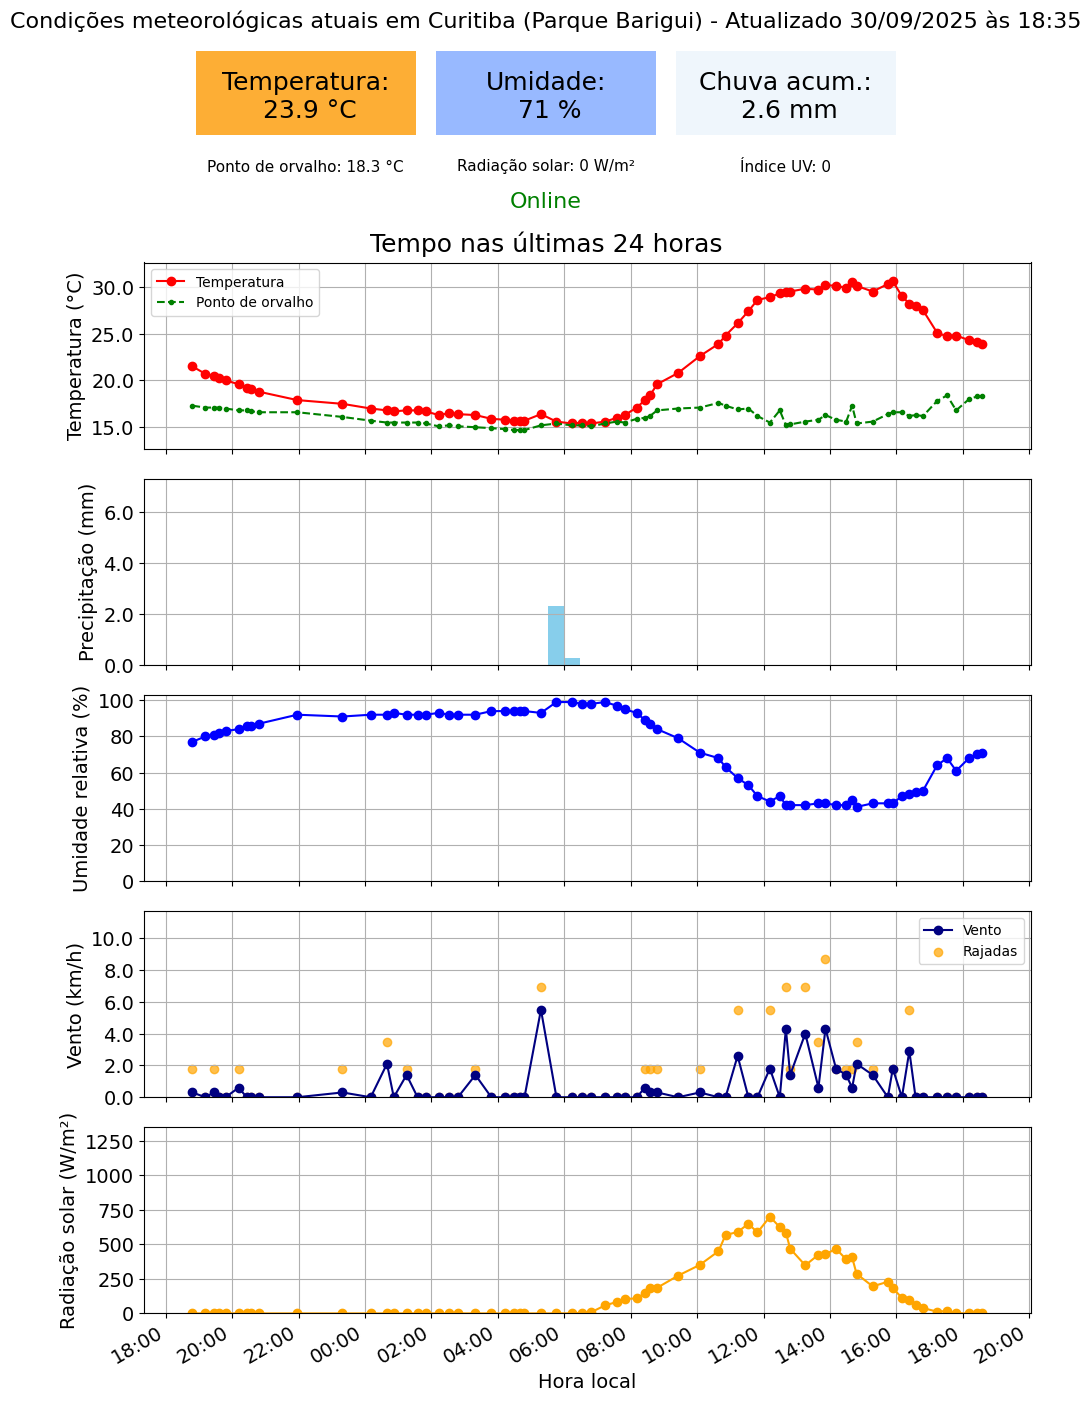 Condições meteorológicas atuais em Curitiba (Parque Barigui) - Atualizado 30/09/2025 às 18:35
Temperatura:
23.9 °C
Umidade:
71 %
Chuva acum.:
2.6 mm
Ponto de orvalho: 18.3 °C
Radiação solar: 0 W/m²
Índice UV: 0
Online
Tempo nas últimas 24 horas
Temperatura (°C)
30.0
25.0
20.0
15.0
Temperatura
Ponto de orvalho
Precipitação (mm)
6.0
4.0
2.0
0.0
Umidade relativa (%)
100
80
60
40
20
0
Vento (km/h)
10.0
8.0
6.0
4.0
2.0
0.0
Vento
Rajadas
Radiação solar (W/m²)
1250
1000
750
500
250
0
18:00
20:00
22:00
00:00
02:00
04:00
06:00
08:00
10:00
12:00
14:00
16:00
18:00
20:00
Hora local